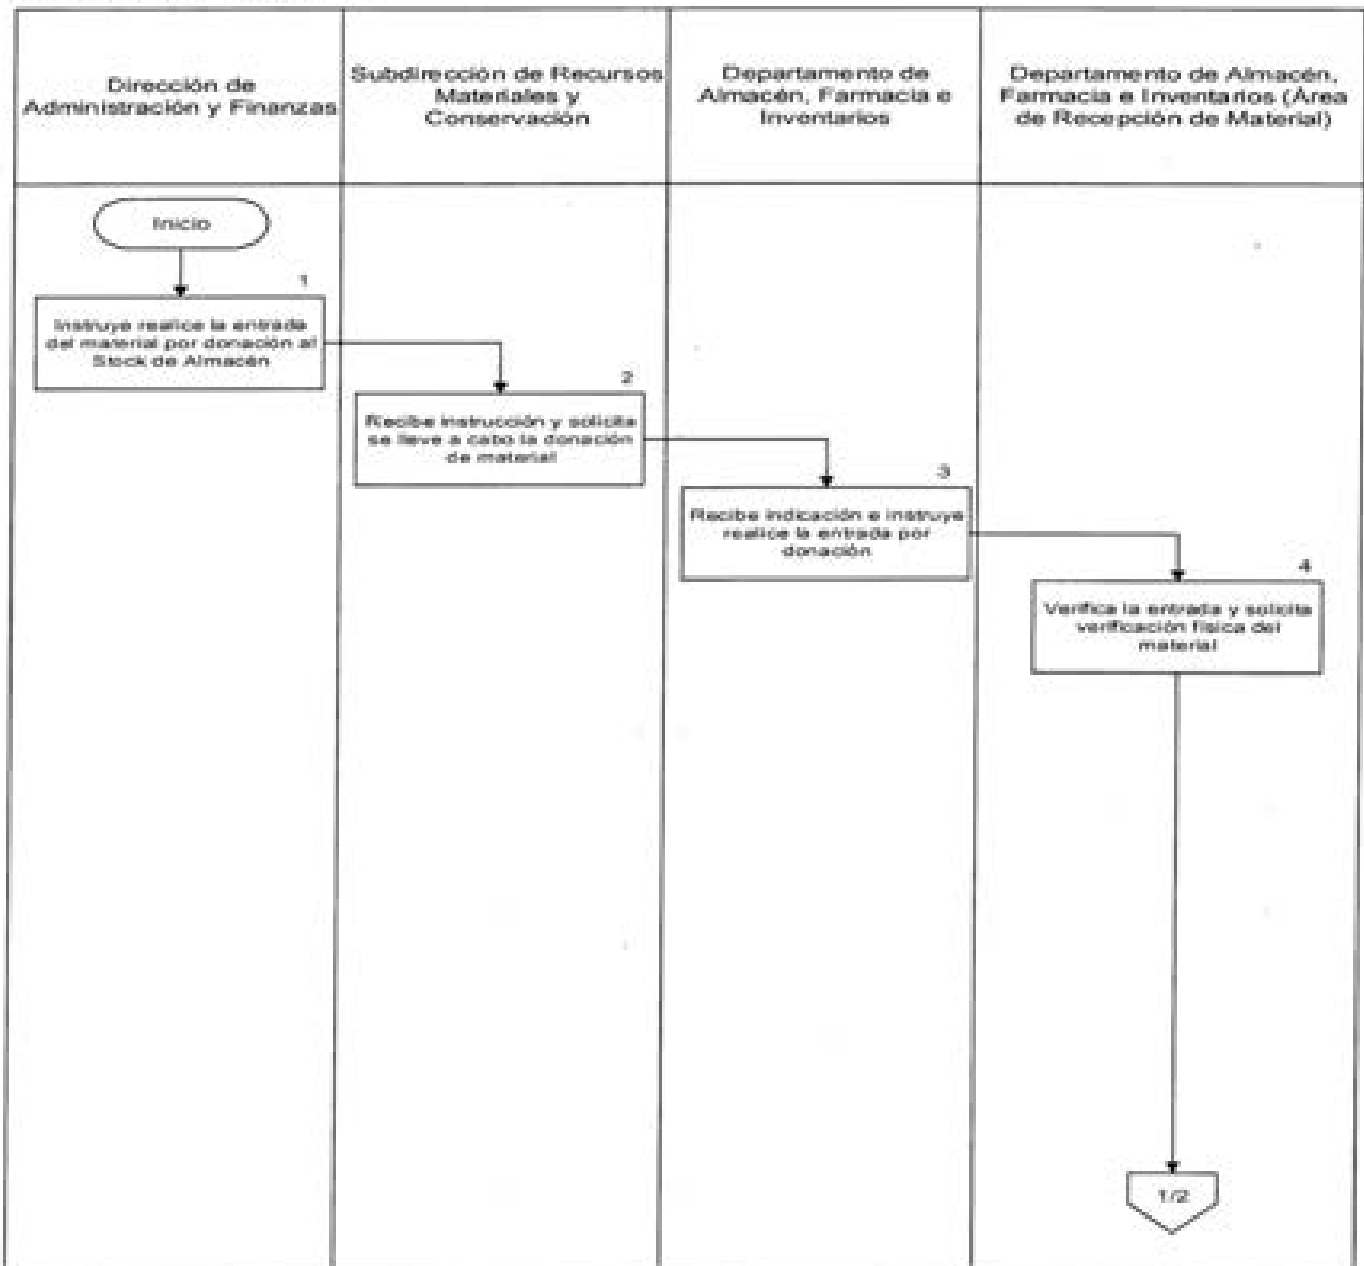 Dirección de
Administración y Finanzas
Subdirección de Recursos
Materiales y
Conservación
Departamento de
Almacén, Farmacia e
Inventarios
Departamento de Almacén,
Farmacia e Inventarios (Área
de Recepción de Material)
Inicio
1
Instruye realice la entrada
del material por donación al
Stock de Almacén
2
Recibe instrucción y solicita
se lleve a cabo la donación
de material
3
Recibe indicación e instruye
realice la entrada por
donación
4
Verifica la entrada y solicita
verificación física del
material
1/2